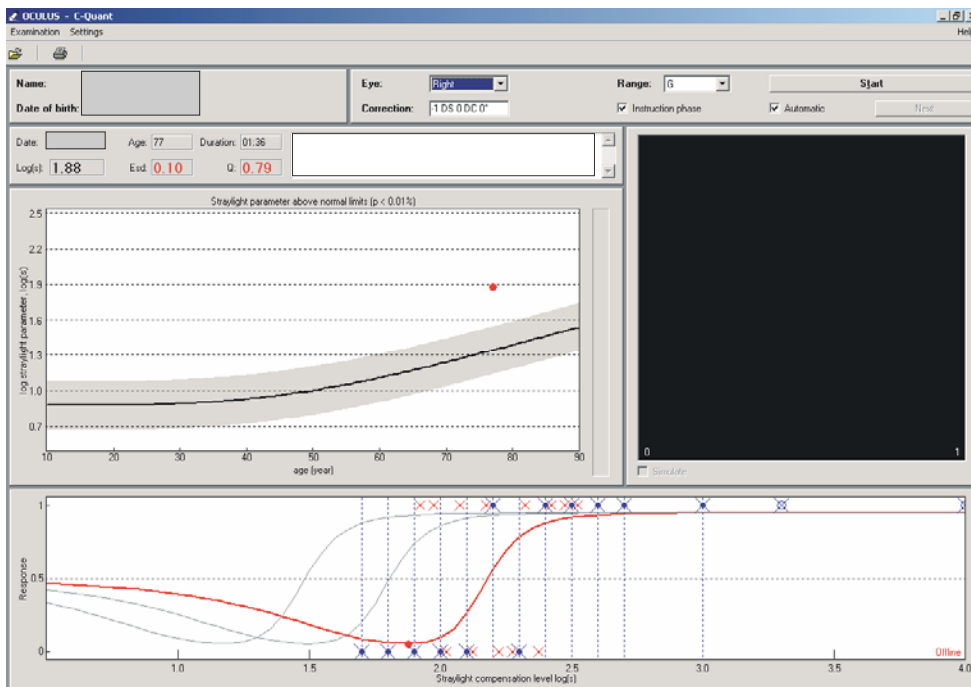 OCULUS - C-Quant
Examination Settings Help
Name:
Date of birth:
Eye: Right
Correction: -1 DS 0 DC 0°
Range: G
Start
Instruction phase
Automatic
Next
Date: Age: 77 Duration: 01:36
Log(s): 1.88 Esd: 0.10 Q: 0.79
Straylight parameter above normal limits (p < 0.01%)
log straylight parameter, log(s)
2.5
2.2
1.9
1.6
1.3
1.0
0.7
10 20 30 40 50 60 70 80 90
age (year)
0 1
Simulate
Response
1
0.5
0
Offline
1.0 1.5 2.0 2.5 3.0 3.5 4.0
Straylight compensation level log(s)